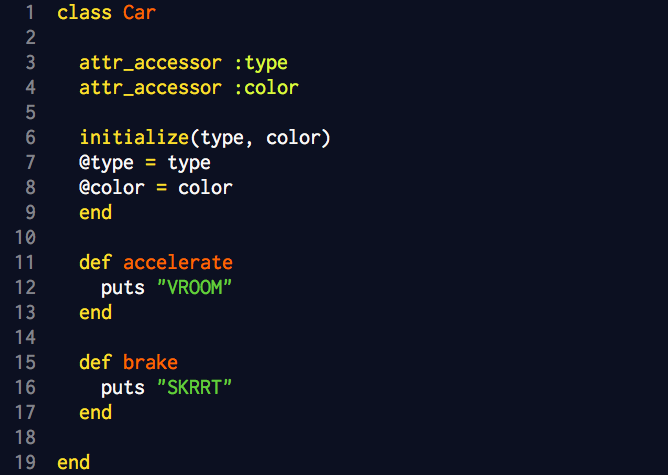 1 class Car
2
3 attr_accessor :type
4 attr_accessor :color
5
6 initialize(type, color)
7 @type = type
8 @color = color
9 end
10
11 def accelerate
12 puts "VROOM"
13 end
14
15 def brake
16 puts "SKRRT"
17 end
18
19 end